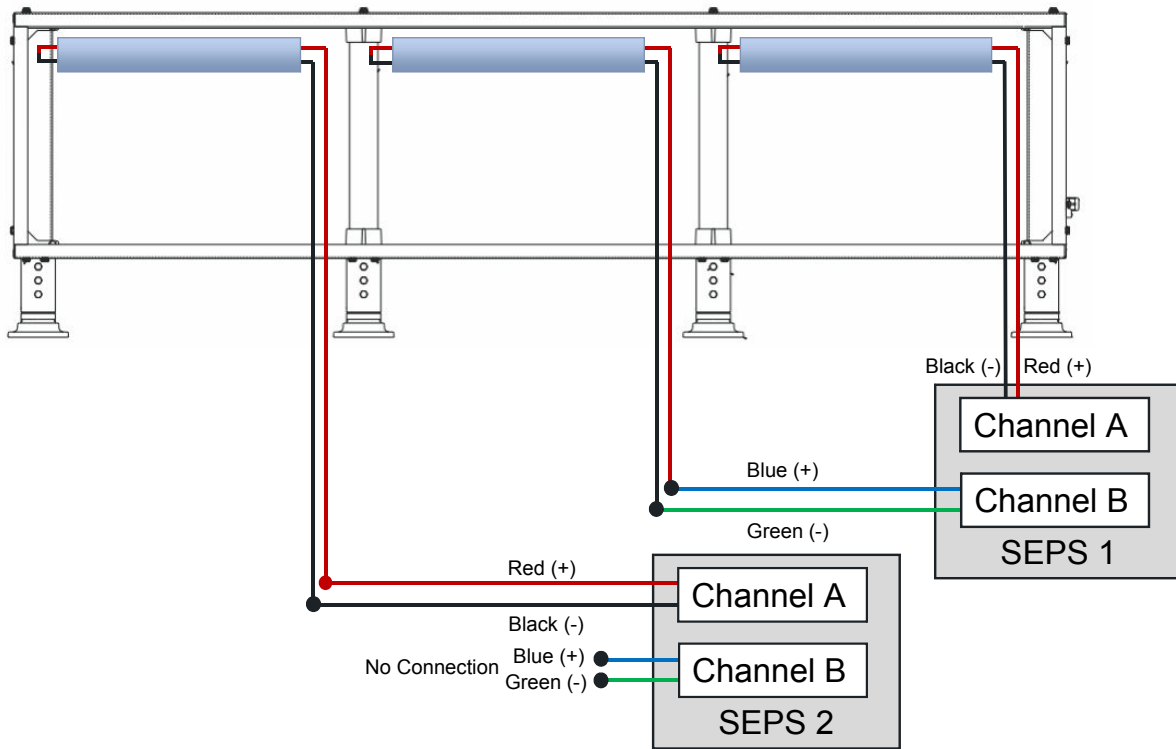 Black (-) Red (+)
Channel A
Blue (+)
Channel B
Green (-)
SEPS 1
Red (+)
Channel A
Black (-)
No Connection Blue (+)
Channel B
Green (-)
SEPS 2